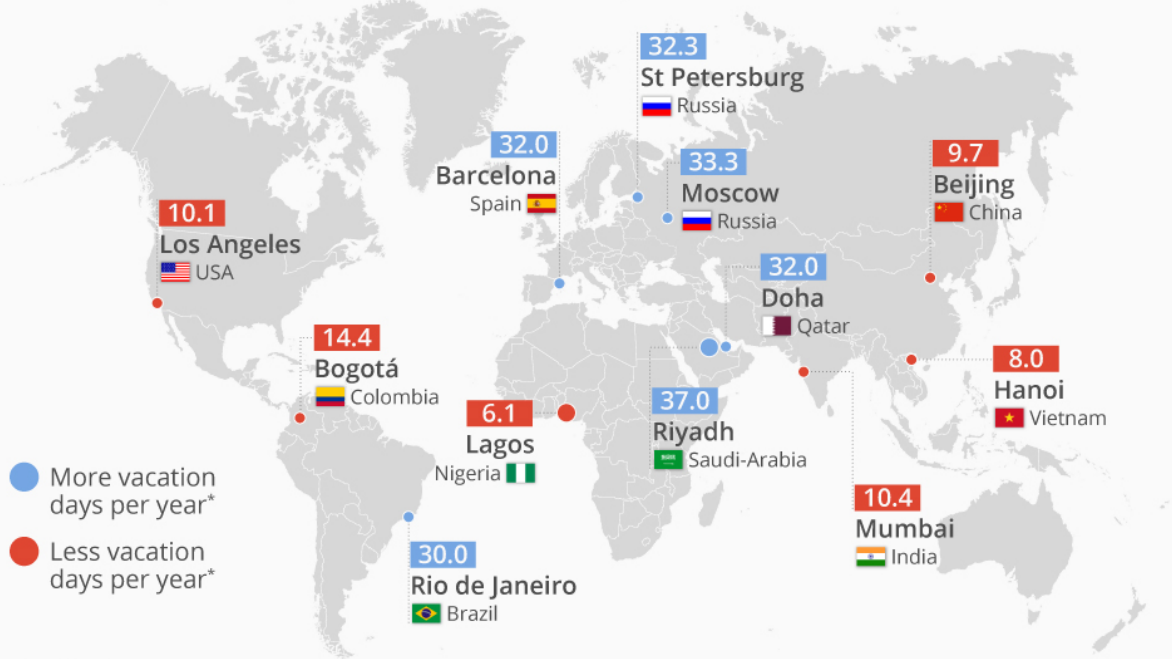 32.3
St Petersburg
Russia
32.0
Barcelona
Spain
33.3
Moscow
Russia
9.7
Beijing
China
10.1
Los Angeles
USA
32.0
Doha
Qatar
14.4
Bogotá
Colombia
8.0
Hanoi
Vietnam
6.1
Lagos
Nigeria
37.0
Riyadh
Saudi-Arabia
More vacation
days per year*
Less vacation
days per year*
10.4
Mumbai
India
30.0
Rio de Janeiro
Brazil